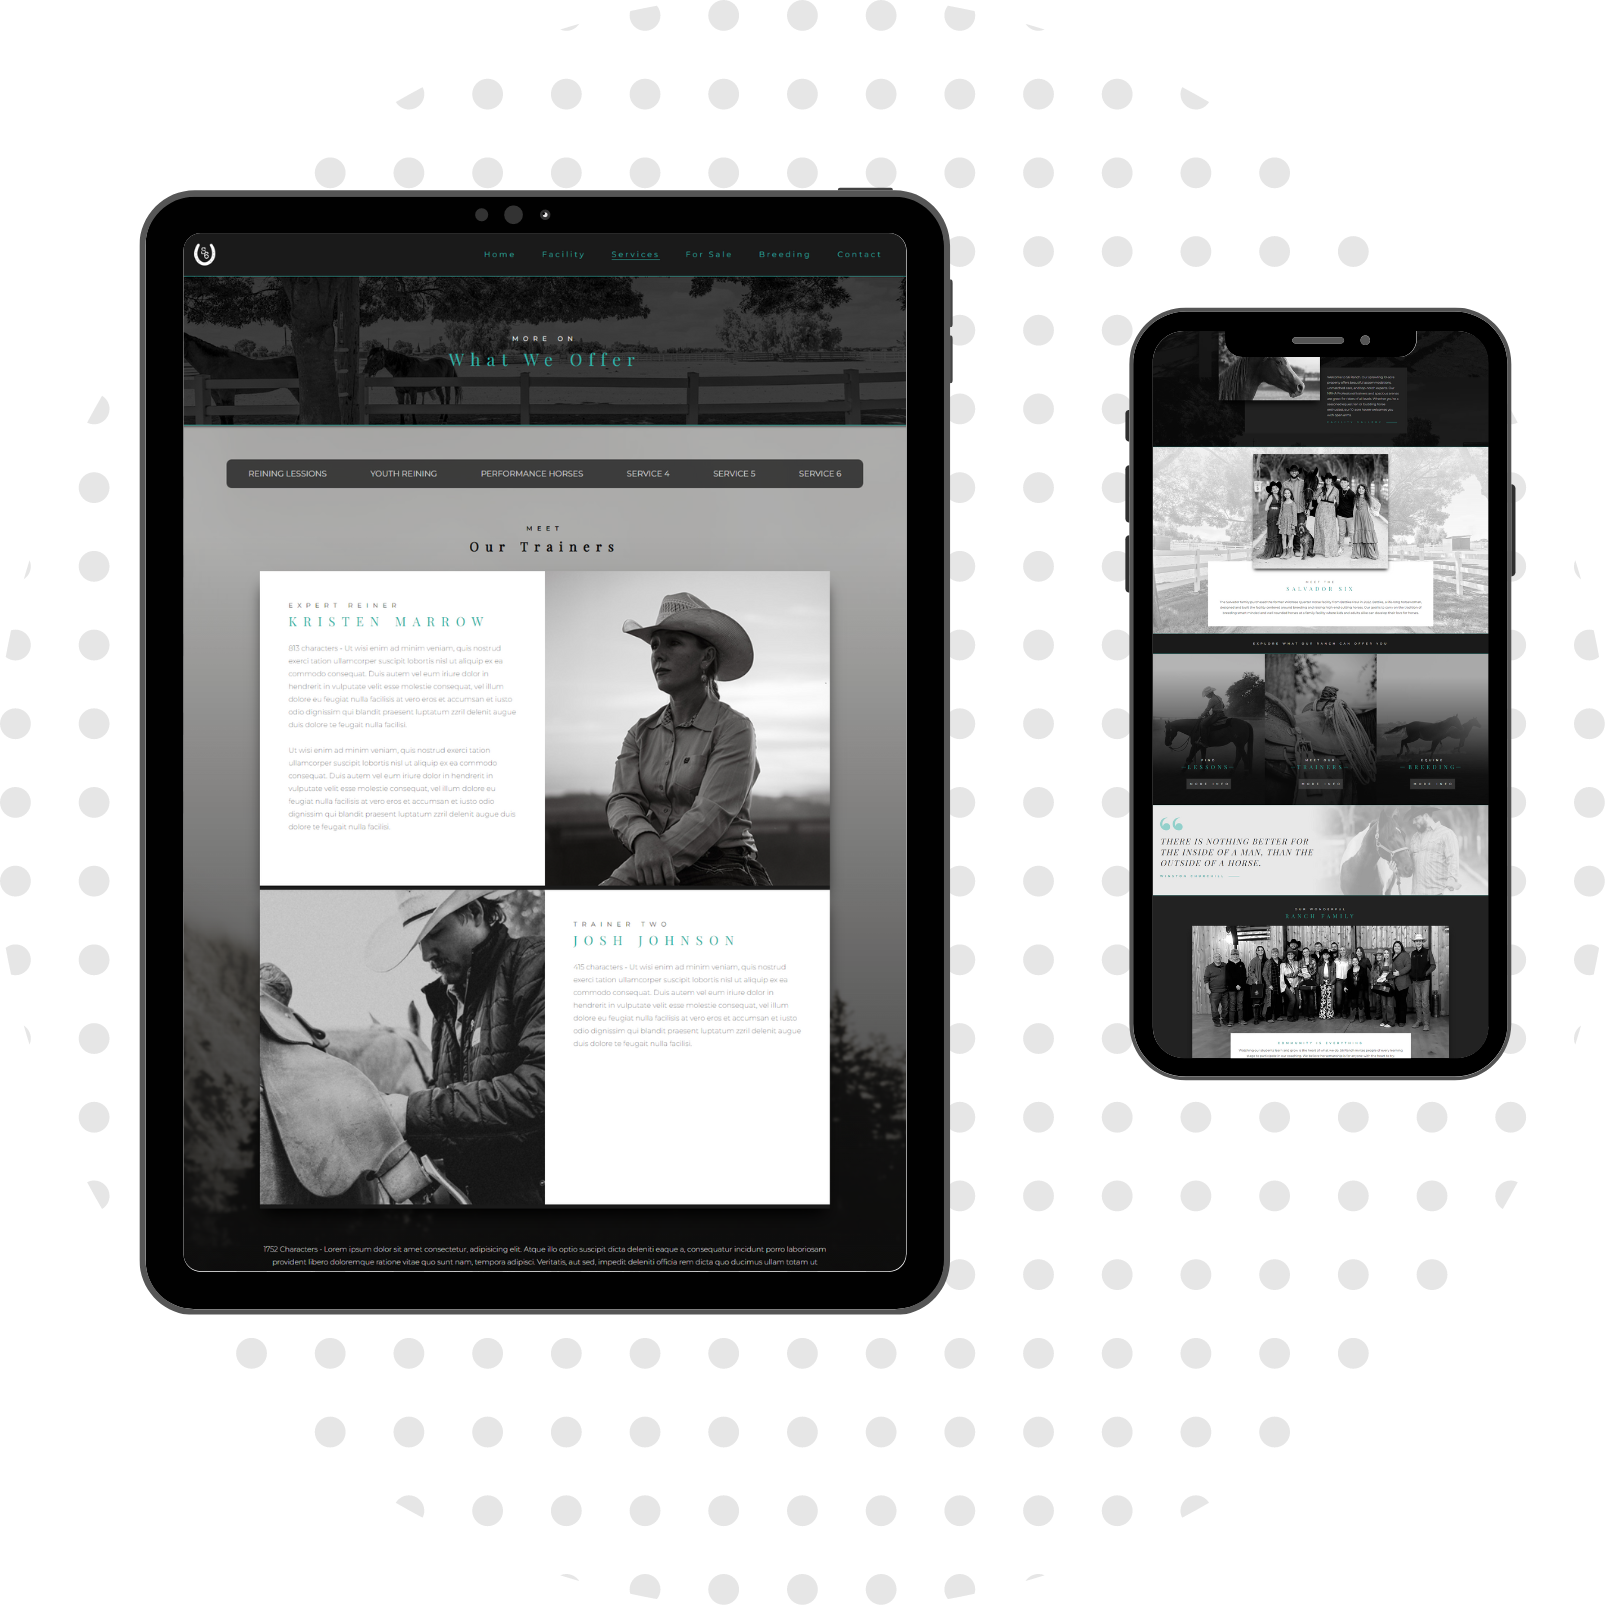 Home Facility Services For Sale Breeding Contact
MORE ON
What We Offer
REINING LESSIONS YOUTH REINING PERFORMANCE HORSES SERVICE 4 SERVICE 5 SERVICE 6
MEET
Our Trainers
EXPERT REINER
KRISTEN MARROW
813 characters - Ut wisi enim ad minim veniam, quis nostrud
exerci tation ullamcorper suscipit lobortis nisl ut aliquip ex ea
commodo consequat. Duis autem vel eum iriure dolor in
hendrerit in vulputate velit esse molestie consequat, vel illum
dolore eu feugiat nulla facilisis at vero eros et accumsan et iusto
odio dignissim qui blandit praesent luptatum zzril delenit augue
duis dolore te feugait nulla facilisi.
Ut wisi enim ad minim veniam, quis nostrud exerci tation
ullamcorper suscipit lobortis nisl ut aliquip ex ea commodo
consequat. Duis autem vel eum iriure dolor in hendrerit in
vulputate velit esse molestie consequat, vel illum dolore eu
feugiat nulla facilisis at vero eros et accumsan et iusto odio
dignissim qui blandit praesent luptatum zzril delenit augue duis
dolore te feugait nulla facilisi.
TRAINER TWO
JOSH JOHNSON
415 characters - Ut wisi enim ad minim veniam, quis nostrud
exerci tation ullamcorper suscipit lobortis nisl ut aliquip ex ea
commodo consequat. Duis autem vel eum iriure dolor in
hendrerit in vulputate velit esse molestie consequat, vel illum
dolore eu feugiat nulla facilisis at vero eros et accumsan et iusto
odio dignissim qui blandit praesent luptatum zzril delenit augue
duis dolore te feugait nulla facilisi.
1752 Characters - Lorem ipsum dolor sit amet consectetur, adipisicing elit. Atque illo optio suscipit dicta deleniti eaque a, consequatur incidunt porro laboriosam
provident libero doloremque ratione vitae quo sunt nam, tempora adipisci. Veritatis, aut sed, impedit deleniti officia rem dicta quo ducimus ullam totam ut
MEET THE
SALVADOR SIX
EXPLORE WHAT OUR RANCH CAN OFFER YOU
FIND
LESSONS
MORE INFO
MEET OUR
TRAINERS
MORE INFO
EQUINE
BREEDING
MORE INFO
THERE IS NOTHING BETTER FOR
THE INSIDE OF A MAN, THAN THE
OUTSIDE OF A HORSE.
WINSTON CHURCHILL
OUR WONDERFUL
RANCH FAMILY
COMMUNITY IS EVERYTHING